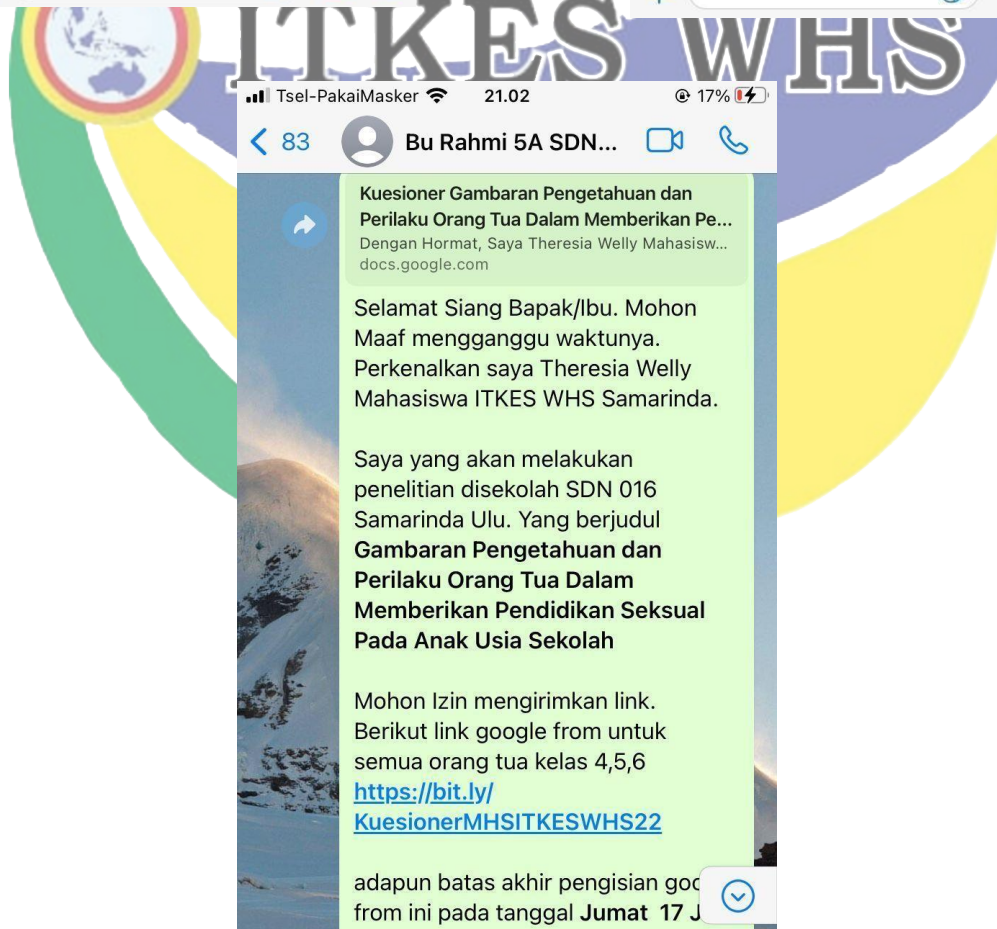 ITKES WHS
Tsel-PakaiMasker 21.02 17%
83 Bu Rahmi 5A SDN...
Kuesioner Gambaran Pengetahuan dan
Perilaku Orang Tua Dalam Memberikan Pe...
Dengan Hormat, Saya Theresia Welly Mahasisw...
docs.google.com
Selamat Siang Bapak/Ibu. Mohon
Maaf mengganggu waktunya.
Perkenalkan saya Theresia Welly
Mahasiswa ITKES WHS Samarinda.
Saya yang akan melakukan
penelitian disekolah SDN 016
Samarinda Ulu. Yang berjudul
Gambaran Pengetahuan dan
Perilaku Orang Tua Dalam
Memberikan Pendidikan Seksual
Pada Anak Usia Sekolah
Mohon Izin mengirimkan link.
Berikut link google from untuk
semua orang tua kelas 4,5,6
https://bit.ly/
KuesionerMHSITKESWHS22
adapun batas akhir pengisian
from ini pada tanggal Jumat 17